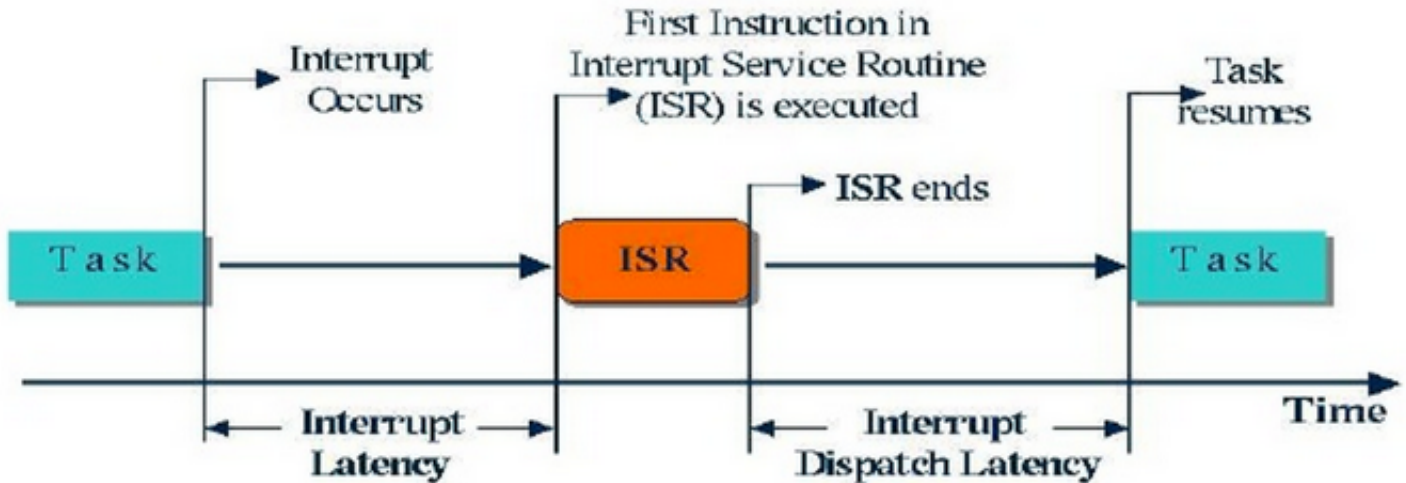 Interrupt
Occurs
First Instruction in
Interrupt Service Routine
(ISR) is executed
Task
resumes
ISR ends
Task
ISR
Task
Time
Interrupt
Latency
Interrupt
Dispatch Latency